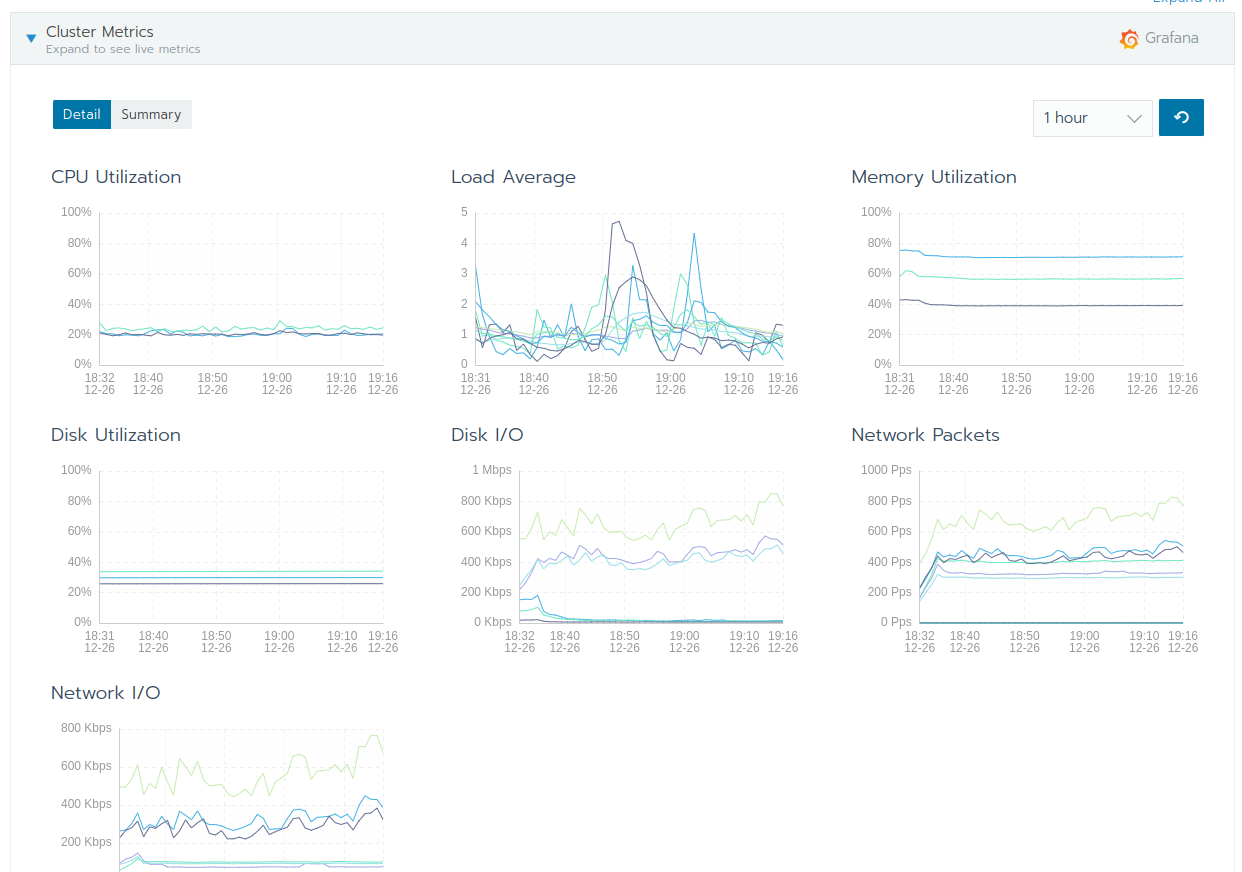 Expand All
Cluster Metrics
Expand to see live metrics
Grafana
Detail
Summary
1 hour
CPU Utilization
100%
80%
60%
40%
20%
0%
18:32 18:40 18:50 19:00 19:10 19:16
12-26 12-26 12-26 12-26 12-26 12-26
Load Average
5
4
3
2
1
0
18:31 18:40 18:50 19:00 19:10 19:16
12-26 12-26 12-26 12-26 12-26 12-26
Memory Utilization
100%
80%
60%
40%
20%
0%
18:31 18:40 18:50 19:00 19:10 19:16
12-26 12-26 12-26 12-26 12-26 12-26
Disk Utilization
100%
80%
60%
40%
20%
0%
18:31 18:40 18:50 19:00 19:10 19:16
12-26 12-26 12-26 12-26 12-26 12-26
Disk I/O
1 Mbps
800 Kbps
600 Kbps
400 Kbps
200 Kbps
0 Kbps
18:32 18:40 18:50 19:00 19:10 19:16
12-26 12-26 12-26 12-26 12-26 12-26
Network Packets
1000 Pps
800 Pps
600 Pps
400 Pps
200 Pps
0 Pps
18:32 18:40 18:50 19:00 19:10 19:16
12-26 12-26 12-26 12-26 12-26 12-26
Network I/O
800 Kbps
600 Kbps
400 Kbps
200 Kbps